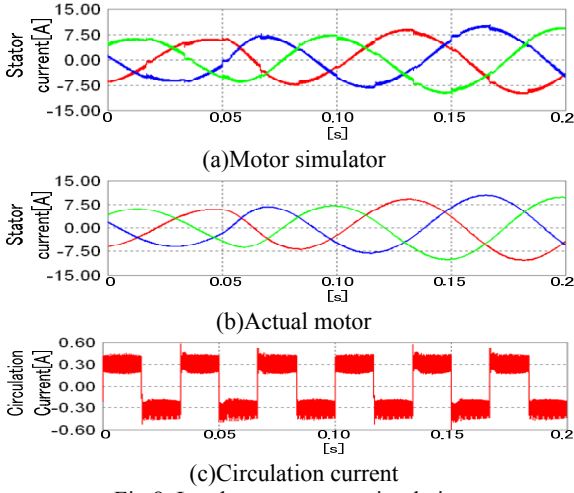 15.00
7.50
0.00
-7.50
-15.00
Stator
current[A]
0 0.05 0.10 0.15 0.2
[s]
(a)Motor simulator
15.00
7.50
0.00
-7.50
-15.00
Stator
current[A]
0 0.05 0.10 0.15 0.2
[s]
(b)Actual motor
0.60
0.30
0.00
-0.30
-0.60
Circulation
Current[A]
0 0.05 0.10 0.15 0.2
[s]
(c)Circulation current